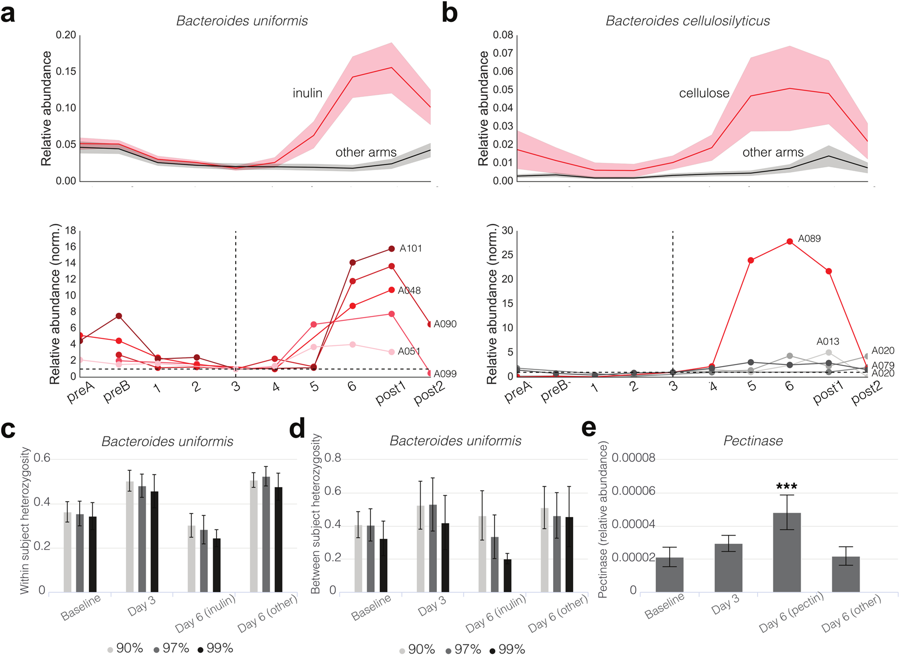 a
Bacteroides uniformis
Relative abundance
0.20
0.15
0.10
0.05
0.00
inulin
other arms
Relative abundance (norm.)
18
16
14
12
10
8
6
4
2
0
A101
A048
A090
A051
A099
preA
preB
1
2
3
4
5
6
post1
post2
b
Bacteroides cellulosilyticus
Relative abundance
0.08
0.07
0.06
0.05
0.04
0.03
0.02
0.01
0.00
cellulose
other arms
Relative abundance (norm.)
30
25
20
15
10
5
0
A089
A013
A020
A079
A020
preA
preB-
1
2
3
4
5
6
post1
post2
c
Bacteroides uniformis
Within subject heterozygosity
0.6
0.4
0.2
0
Baseline
Day 3
Day 6 (inulin)
Day 6 (other)
90% 97% 99%
d
Bacteroides uniformis
Between subject heterozygosity
0.6
0.4
0.2
0
Baseline
Day 3
Day 6 (inulin)
Day 6 (other)
90% 97% 99%
e
Pectinase
Pectinase (relative abundance)
0.00008
0.00006
0.00004
0.00002
0
***
Baseline
Day 3
Day 6 (pectin)
Day 6 (other)